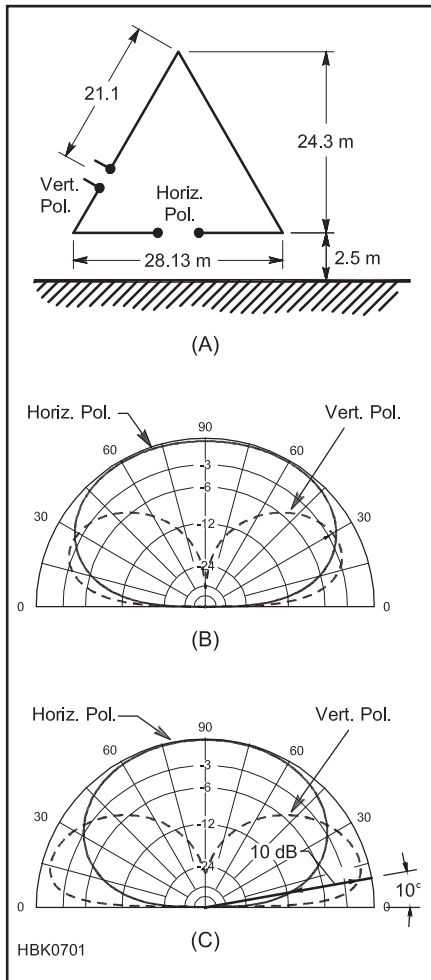 21.1
24.3 m
Vert.
Pol.
Horiz.
Pol.
28.13 m
2.5 m
(A)
Horiz. Pol.
Vert. Pol.
90
60
60
-3
-6
30
30
-12
-24
0
0
(B)
Horiz. Pol.
Vert. Pol.
90
60
60
-3
-6
30
30
-12
10 dB
-24
10°
0
0
(C)
HBK0701